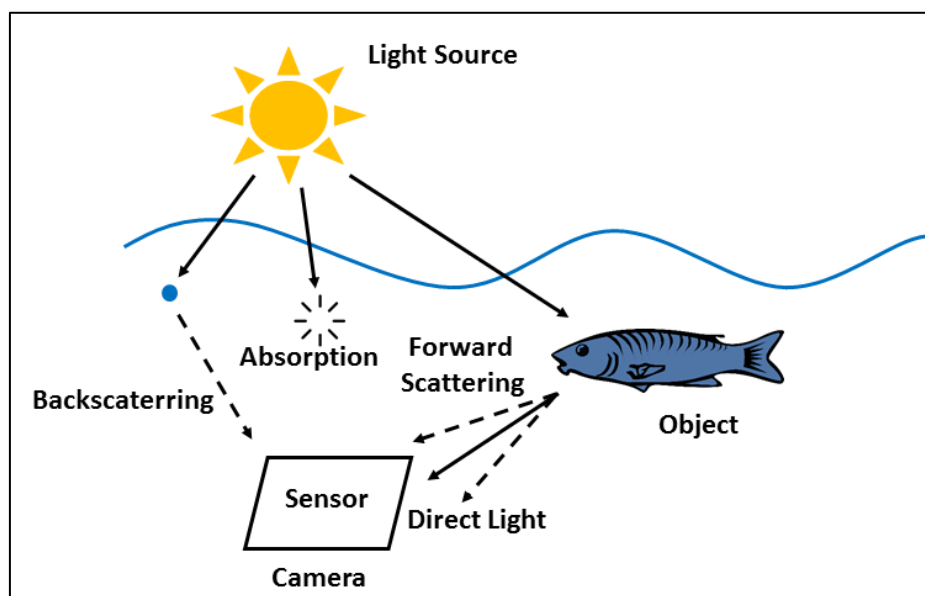 Light Source
Absorption
Forward
Scattering
Backscaterring
Object
Sensor
Direct Light
Camera